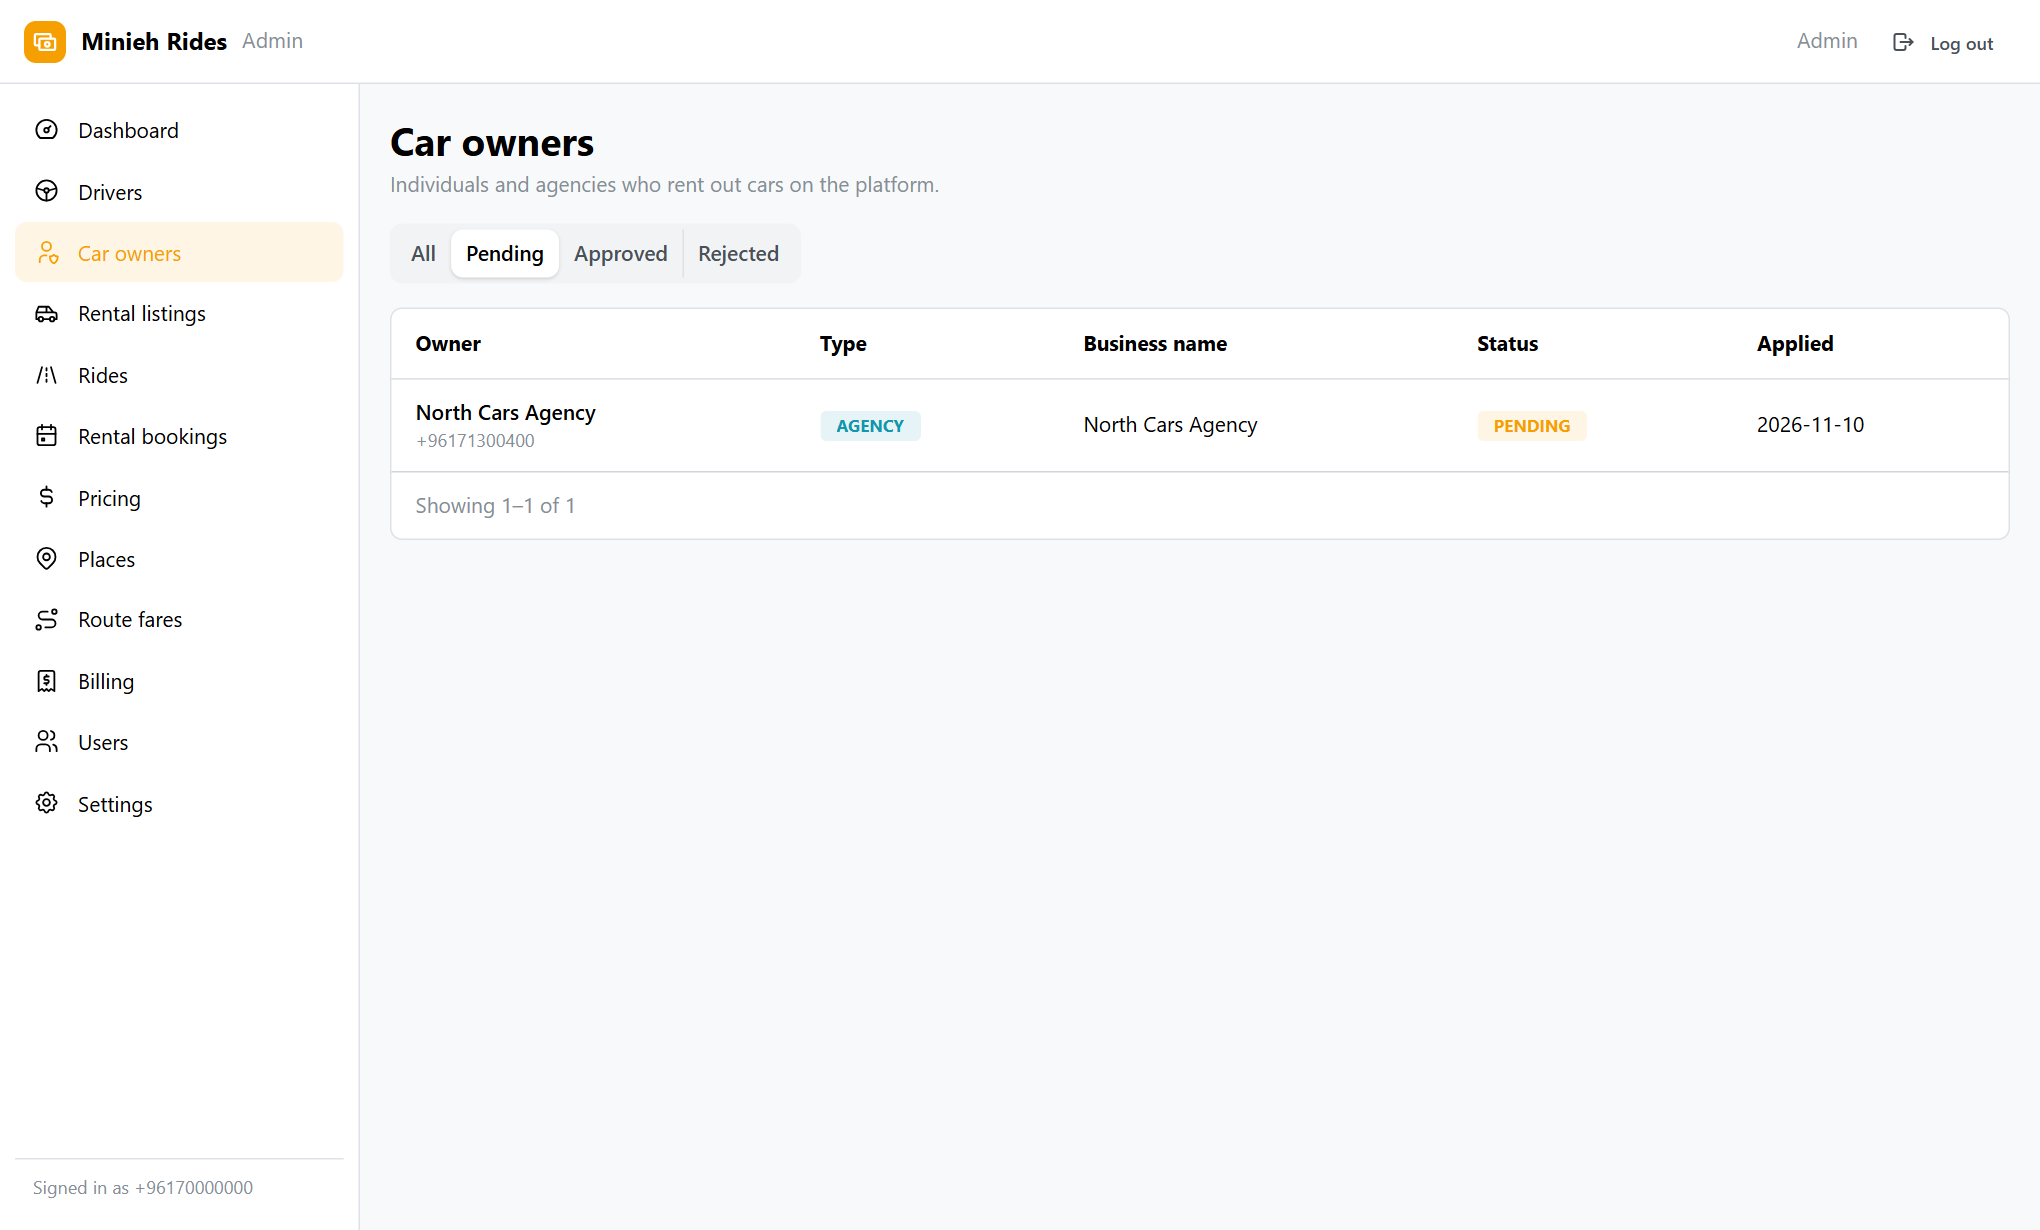 Minieh Rides Admin
Admin Log out
Dashboard
Drivers
Car owners
Rental listings
Rides
Rental bookings
Pricing
Places
Route fares
Billing
Users
Settings
Signed in as +96170000000
Car owners
Individuals and agencies who rent out cars on the platform.
All Pending Approved Rejected
Owner Type Business name Status Applied
North Cars Agency
+96171300400
AGENCY North Cars Agency PENDING 2026-11-10
Showing 1–1 of 1